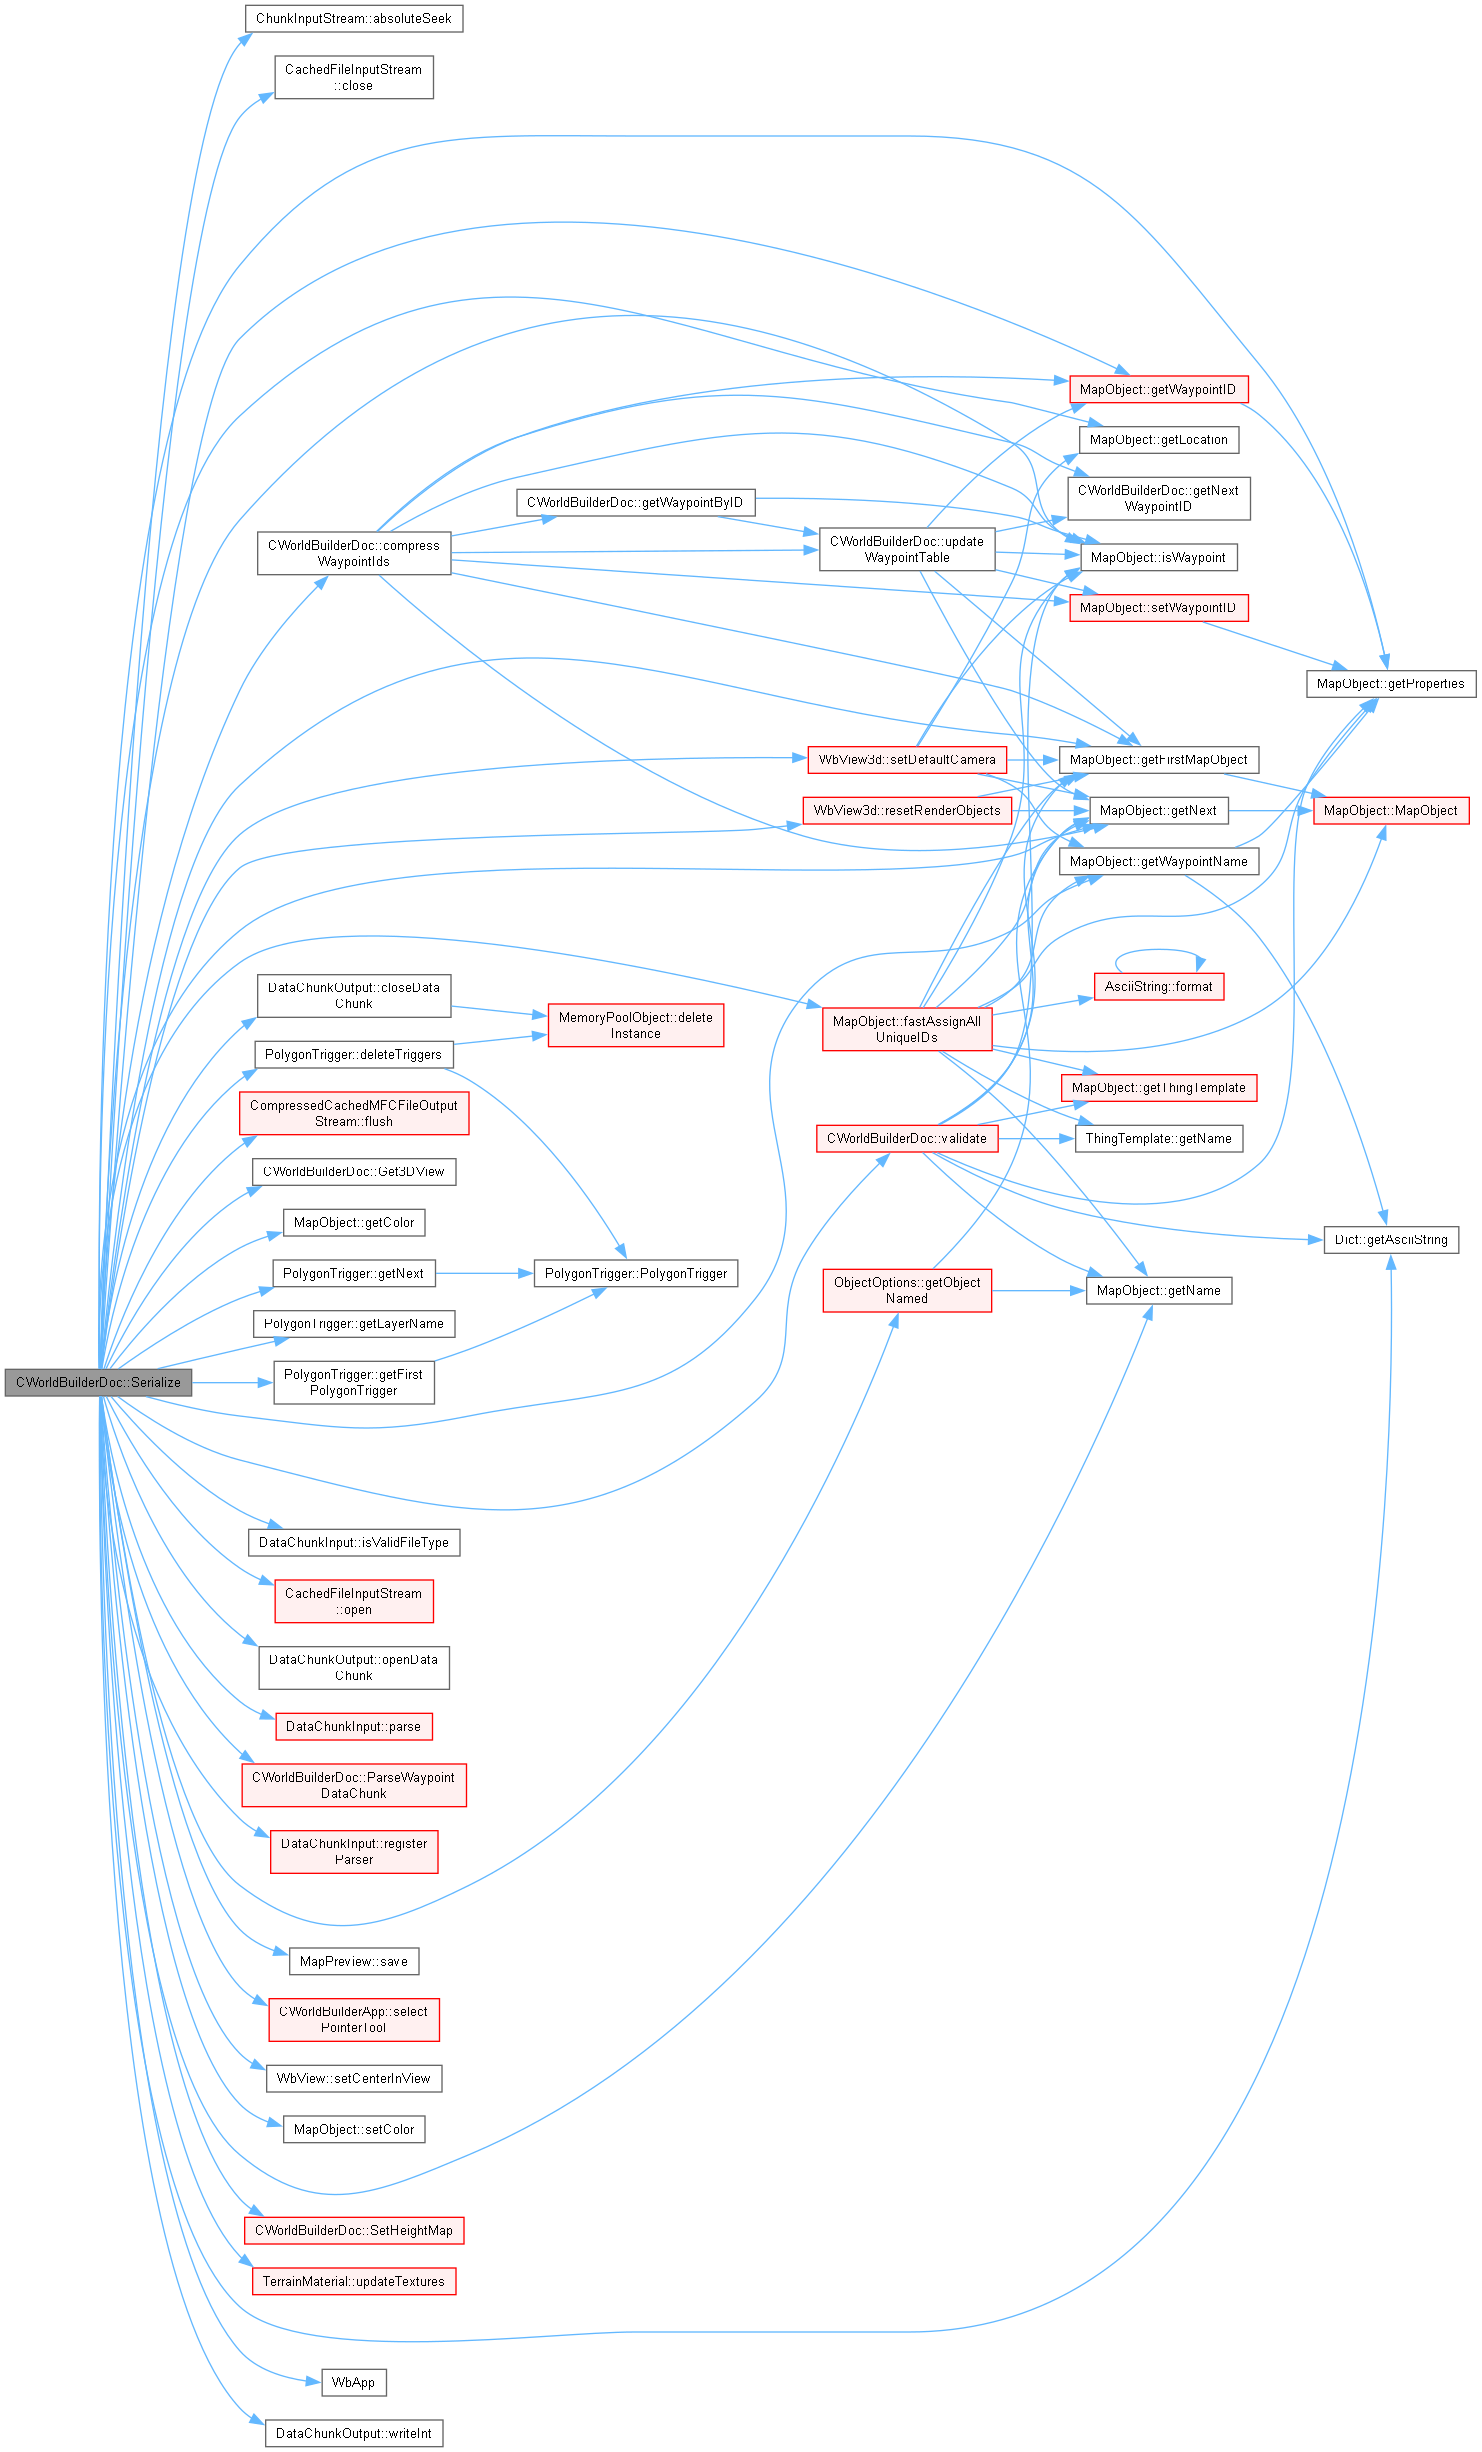 ChunkInputStream::absoluteSeek
CachedFileInputStream
::close
MapObject::getWaypointID
MapObject::getLocation
CWorldBuilderDoc::getNext
WaypointID
CWorldBuilderDoc::getWaypointByID
CWorldBuilderDoc::compress
WaypointIds
CWorldBuilderDoc::update
WaypointTable
MapObject::isWaypoint
MapObject::setWaypointID
MapObject::getProperties
WbView3d::setDefaultCamera
MapObject::getFirstMapObject
WbView3d::resetRenderObjects
MapObject::getNext
MapObject::MapObject
MapObject::getWaypointName
DataChunkOutput::closeData
Chunk
AsciiString::format
MemoryPoolObject::delete
Instance
MapObject::fastAssignAll
UniqueIDs
PolygonTrigger::deleteTriggers
MapObject::getThingTemplate
CompressedCachedMFCFileOutput
Stream::flush
CWorldBuilderDoc::validate
ThingTemplate::getName
CWorldBuilderDoc::Get3DView
MapObject::getColor
Dict::getAsciiString
PolygonTrigger::getNext
PolygonTrigger::PolygonTrigger
ObjectOptions::getObject
Named
MapObject::getName
PolygonTrigger::getLayerName
CWorldBuilderDoc::Serialize
PolygonTrigger::getFirst
PolygonTrigger
DataChunkInput::isValidFileType
CachedFileInputStream
::open
DataChunkOutput::openData
Chunk
DataChunkInput::parse
CWorldBuilderDoc::ParseWaypoint
DataChunk
DataChunkInput::register
Parser
MapPreview::save
CWorldBuilderApp::select
PointerTool
WbView::setCenterInView
MapObject::setColor
CWorldBuilderDoc::SetHeightMap
TerrainMaterial::updateTextures
WbApp
DataChunkOutput::writeInt